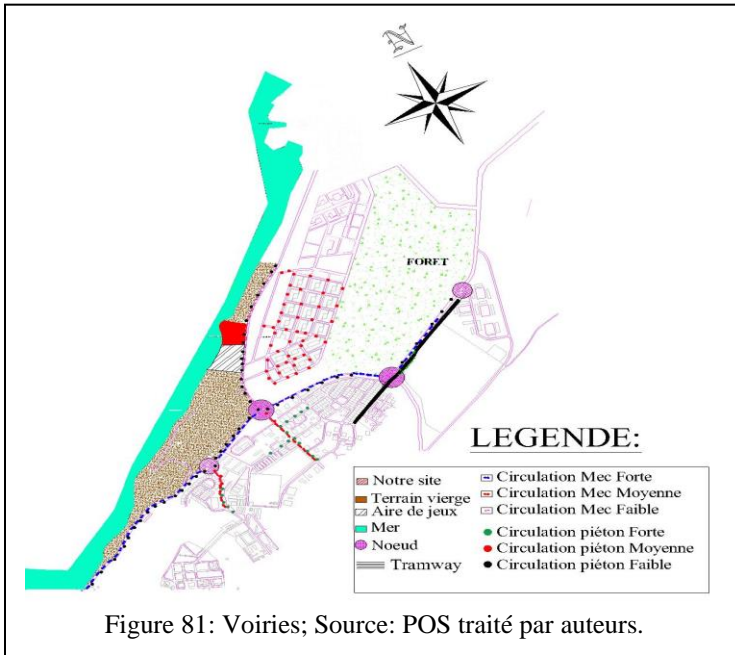 N
FORET
LEGENDE:
Notre site
Terrain vierge
Aire de jeux
Mer
Noeud
Tramway
Circulation Mec Forte
Circulation Mec Moyenne
Circulation Mec Faible
Circulation piéton Forte
Circulation piéton Moyenne
Circulation piéton Faible
Figure 81: Voiries; Source: POS traité par auteurs.